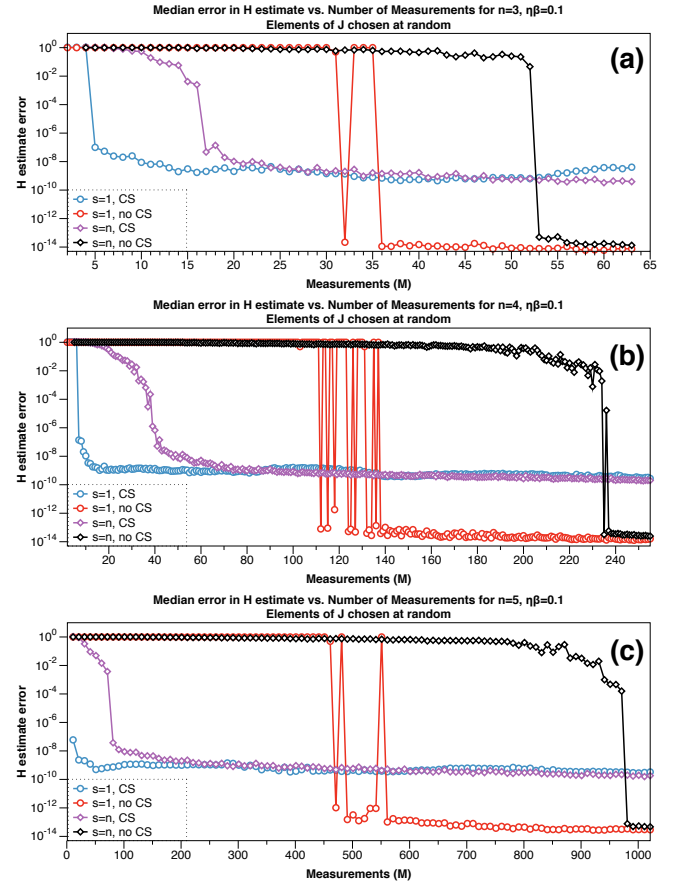 Median error in H estimate vs. Number of Measurements for n=3, ηβ=0.1
Elements of J chosen at random
(a)
H estimate error
10^0
10^-2
10^-4
10^-6
10^-8
10^-10
10^-12
10^-14
s=1, CS
s=1, no CS
s=n, CS
s=n, no CS
5 10 15 20 25 30 35 40 45 50 55 60 65
Measurements (M)
Median error in H estimate vs. Number of Measurements for n=4, ηβ=0.1
Elements of J chosen at random
(b)
H estimate error
10^0
10^-2
10^-4
10^-6
10^-8
10^-10
10^-12
10^-14
s=1, CS
s=1, no CS
s=n, CS
s=n, no CS
20 40 60 80 100 120 140 160 180 200 220 240
Measurements (M)
Median error in H estimate vs. Number of Measurements for n=5, ηβ=0.1
Elements of J chosen at random
(c)
H estimate error
10^0
10^-2
10^-4
10^-6
10^-8
10^-10
10^-12
10^-14
s=1, CS
s=1, no CS
s=n, CS
s=n, no CS
0 100 200 300 400 500 600 700 800 900 1000
Measurements (M)